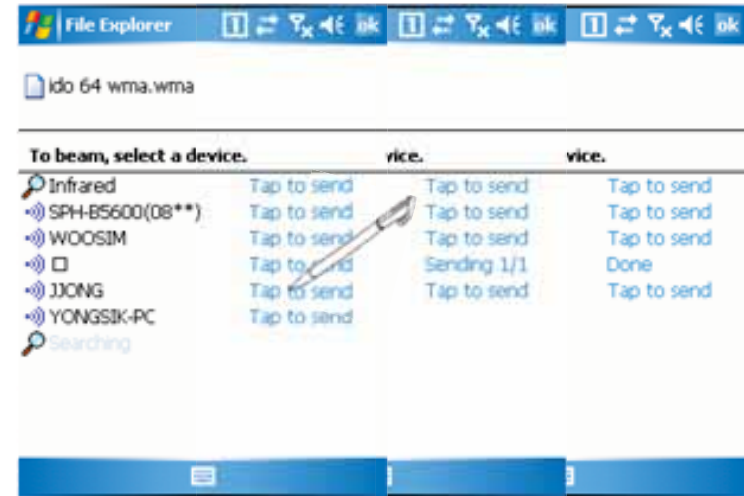 File Explorer 1 ok 1 ok 1 ok
ido 64 wma.wma
To beam, select a device. vice. vice.
Infrared Tap to send Tap to send Tap to send
SPH-B5600(08**) Tap to send Tap to send Tap to send
WOOSIM Tap to send Tap to send Tap to send
□ Tap to send Sending 1/1 Done
JJONG Tap to send Tap to send Tap to send
YONGSIK-PC Tap to send
Searching